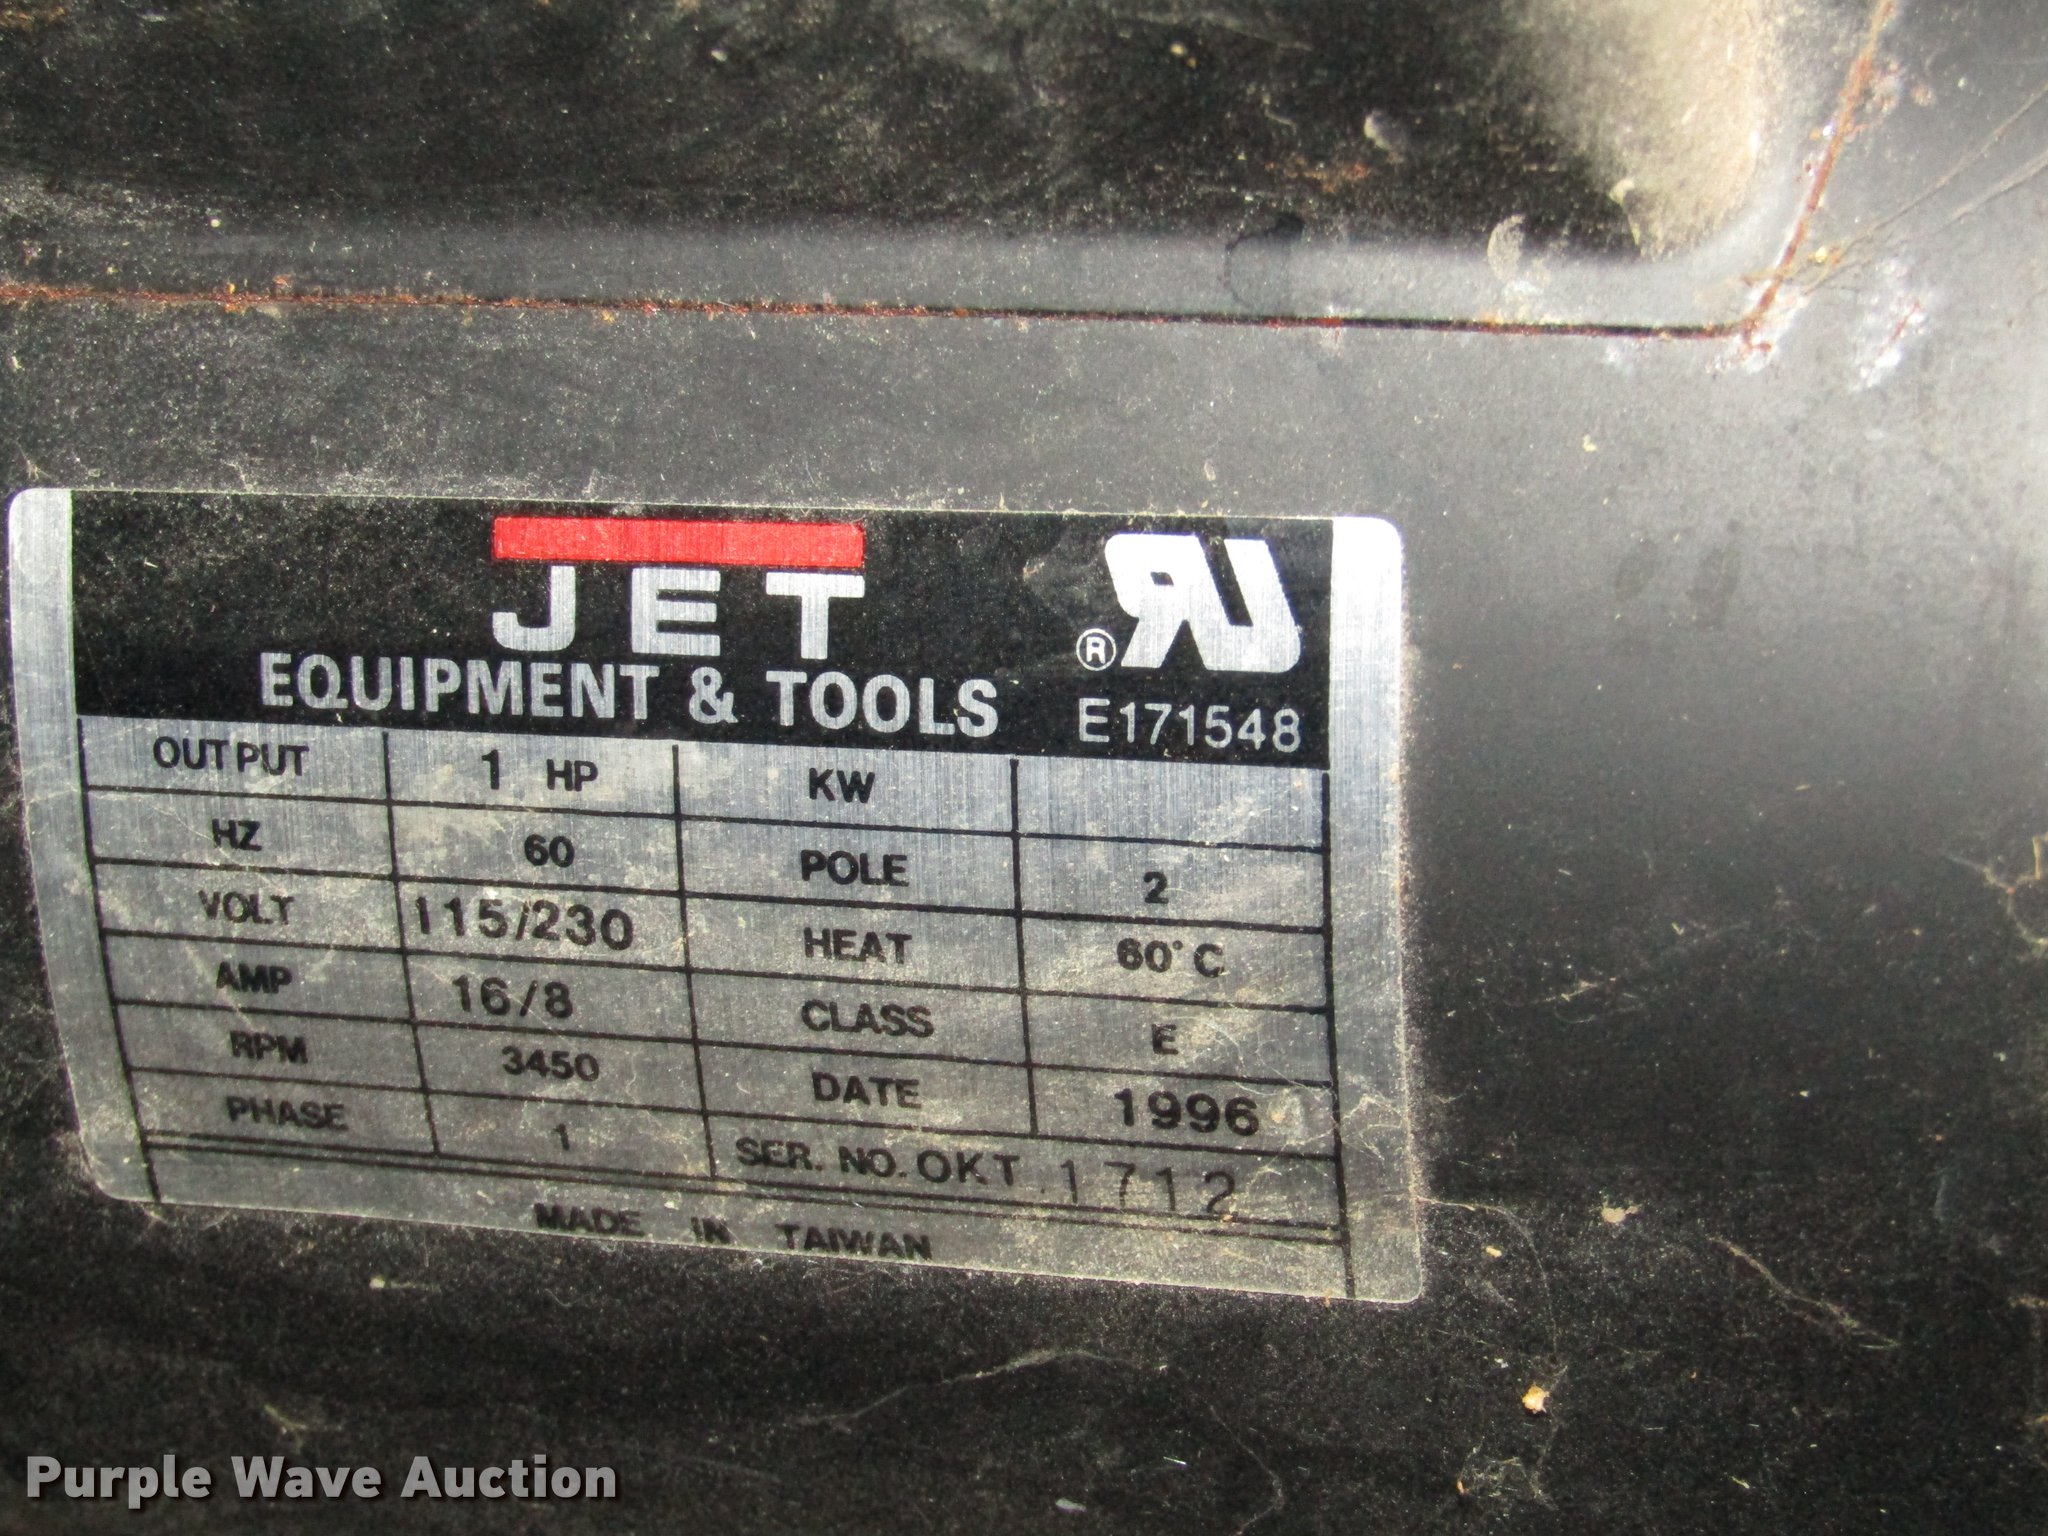 JET
EQUIPMENT & TOOLS
RU
®
E171548
OUTPUT 1 HP KW
HZ 60 POLE 2
VOLT 115/230 HEAT 60°C
AMP 16/8 CLASS E
RPM 3450 DATE 1996
PHASE 1 SER. NO. OKT 1712
MADE IN TAIWAN
Purple Wave Auction